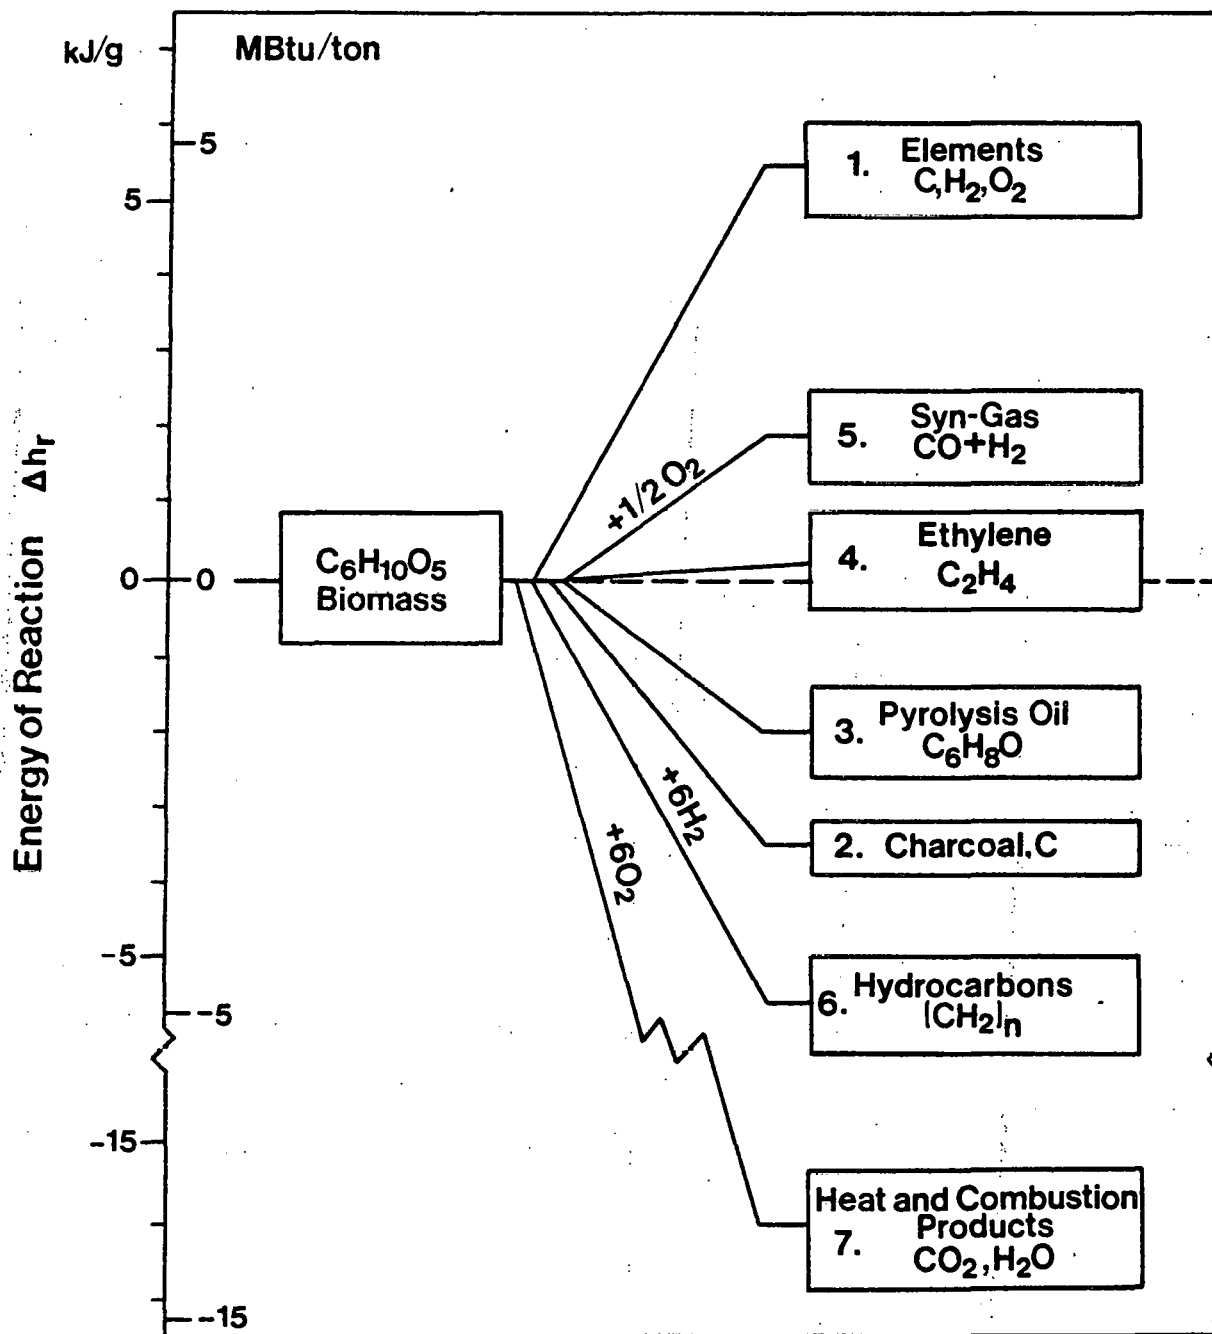 kJ/g
MBtu/ton
5
5
0
0
-5
-5
-15
-15
Energy of Reaction Δhr
C6H10O5
Biomass
+1/2 O2
+6H2
+6O2
1. Elements
C,H2,O2
5. Syn-Gas
CO+H2
4. Ethylene
C2H4
3. Pyrolysis Oil
C6H8O
2. Charcoal,C
6. Hydrocarbons
(CH2)n
Heat and Combustion
Products
7. CO2,H2O